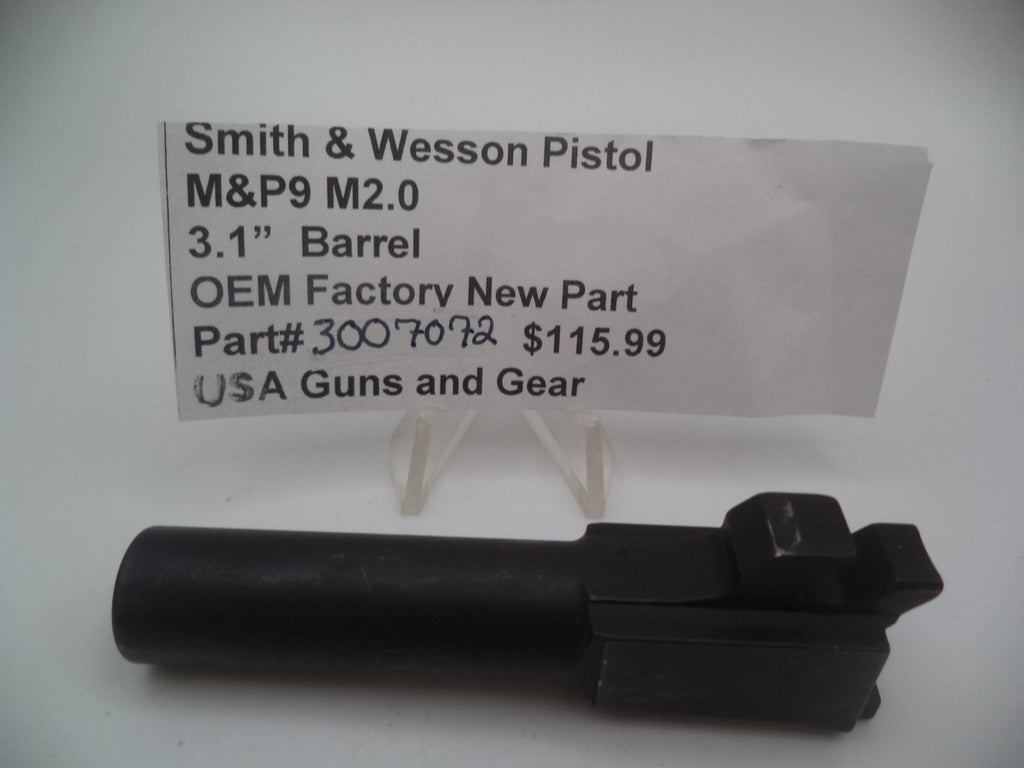 Smith & Wesson Pistol
M&P9 M2.0
3.1” Barrel
OEM Factory New Part
Part# 3007072 $115.99
USA Guns and Gear